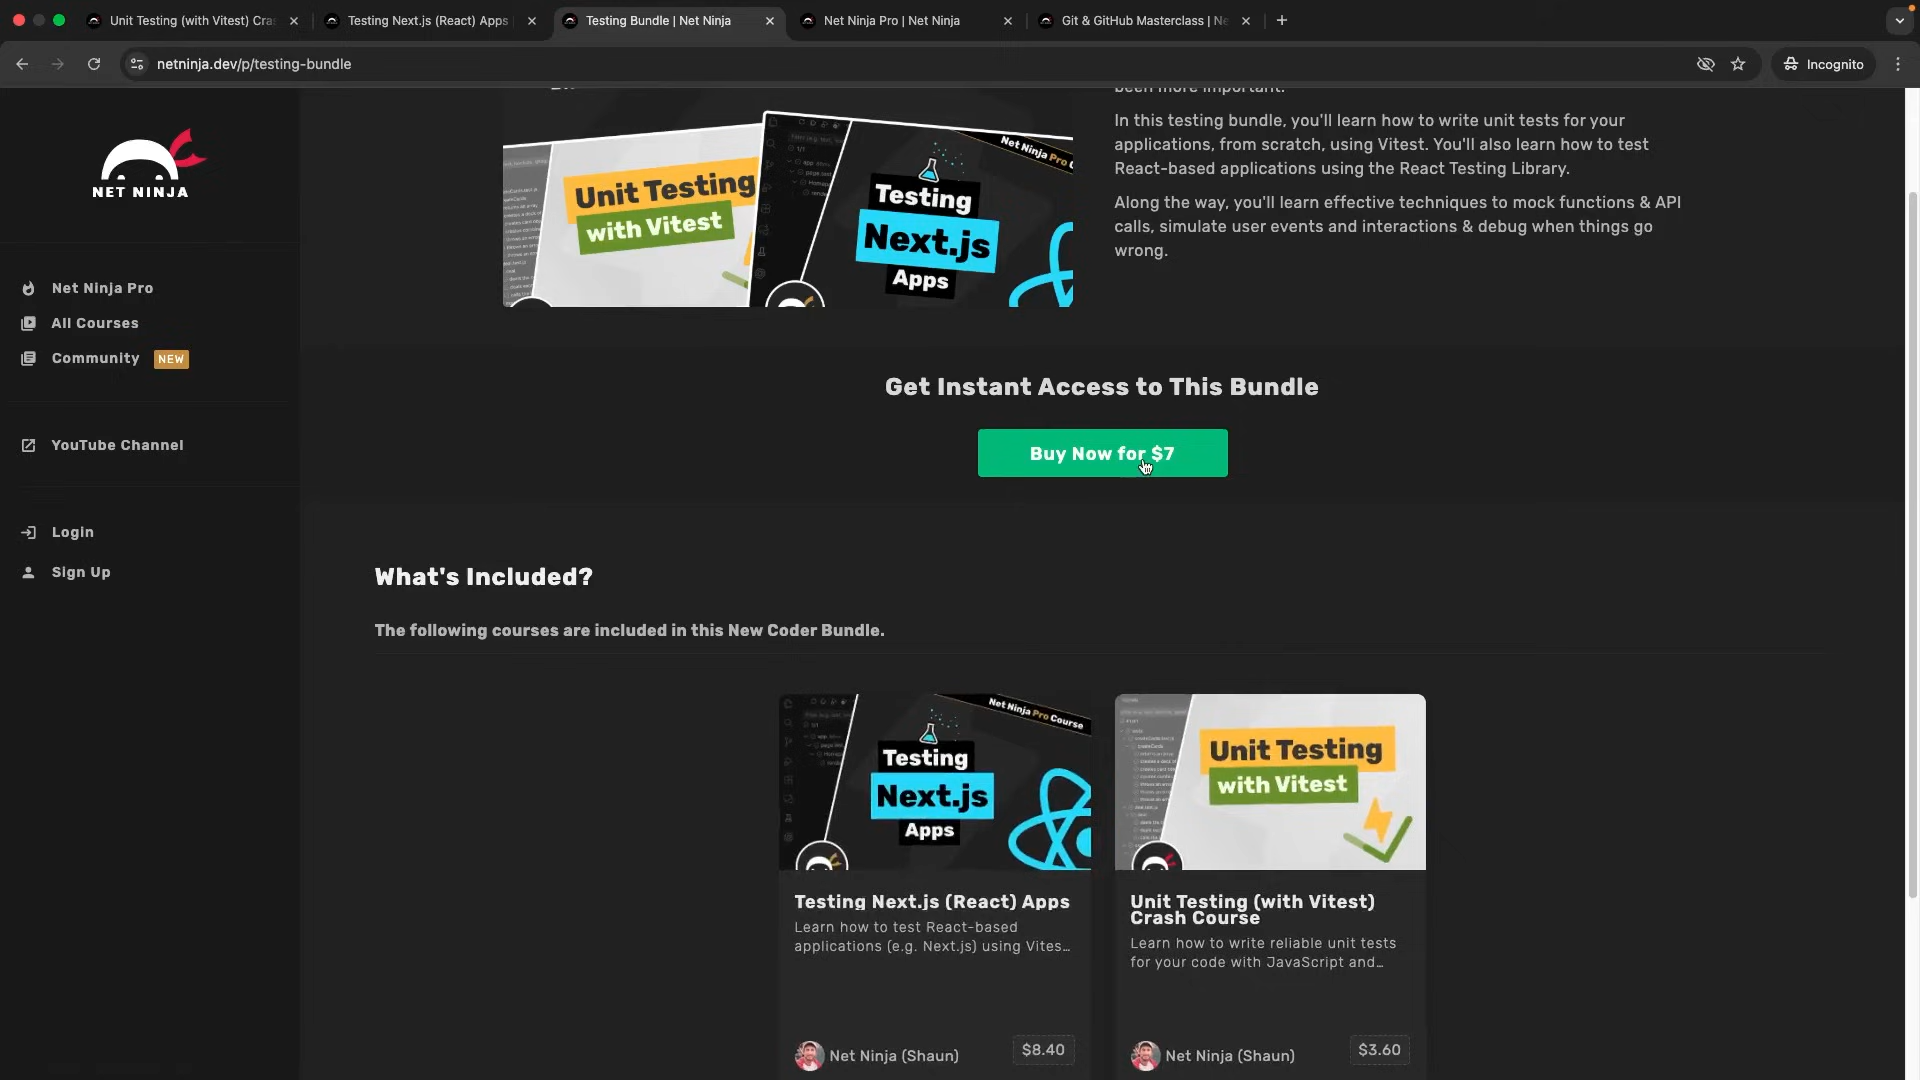 Unit Testing (with Vitest) Cra
Testing Next.js (React) Apps
Testing Bundle | Net Ninja
Net Ninja Pro | Net Ninja
Git & GitHub Masterclass | Ne
netninja.dev/p/testing-bundle
Incognito
NET NINJA
Net Ninja Pro
All Courses
Community NEW
YouTube Channel
Login
Sign Up
Unit Testing
with Vitest
Net Ninja Pro
Testing
Next.js
Apps
been more important.
In this testing bundle, you'll learn how to write unit tests for your
applications, from scratch, using Vitest. You'll also learn how to test
React-based applications using the React Testing Library.
Along the way, you'll learn effective techniques to mock functions & API
calls, simulate user events and interactions & debug when things go
wrong.
Get Instant Access to This Bundle
Buy Now for $7
What's Included?
The following courses are included in this New Coder Bundle.
Net Ninja Pro Course
Testing
Next.js
Apps
Testing Next.js (React) Apps
Learn how to test React-based
applications (e.g. Next.js) using Vites…
Net Ninja (Shaun)
$8.40
Unit Testing
with Vitest
Unit Testing (with Vitest)
Crash Course
Learn how to write reliable unit tests
for your code with JavaScript and…
Net Ninja (Shaun)
$3.60